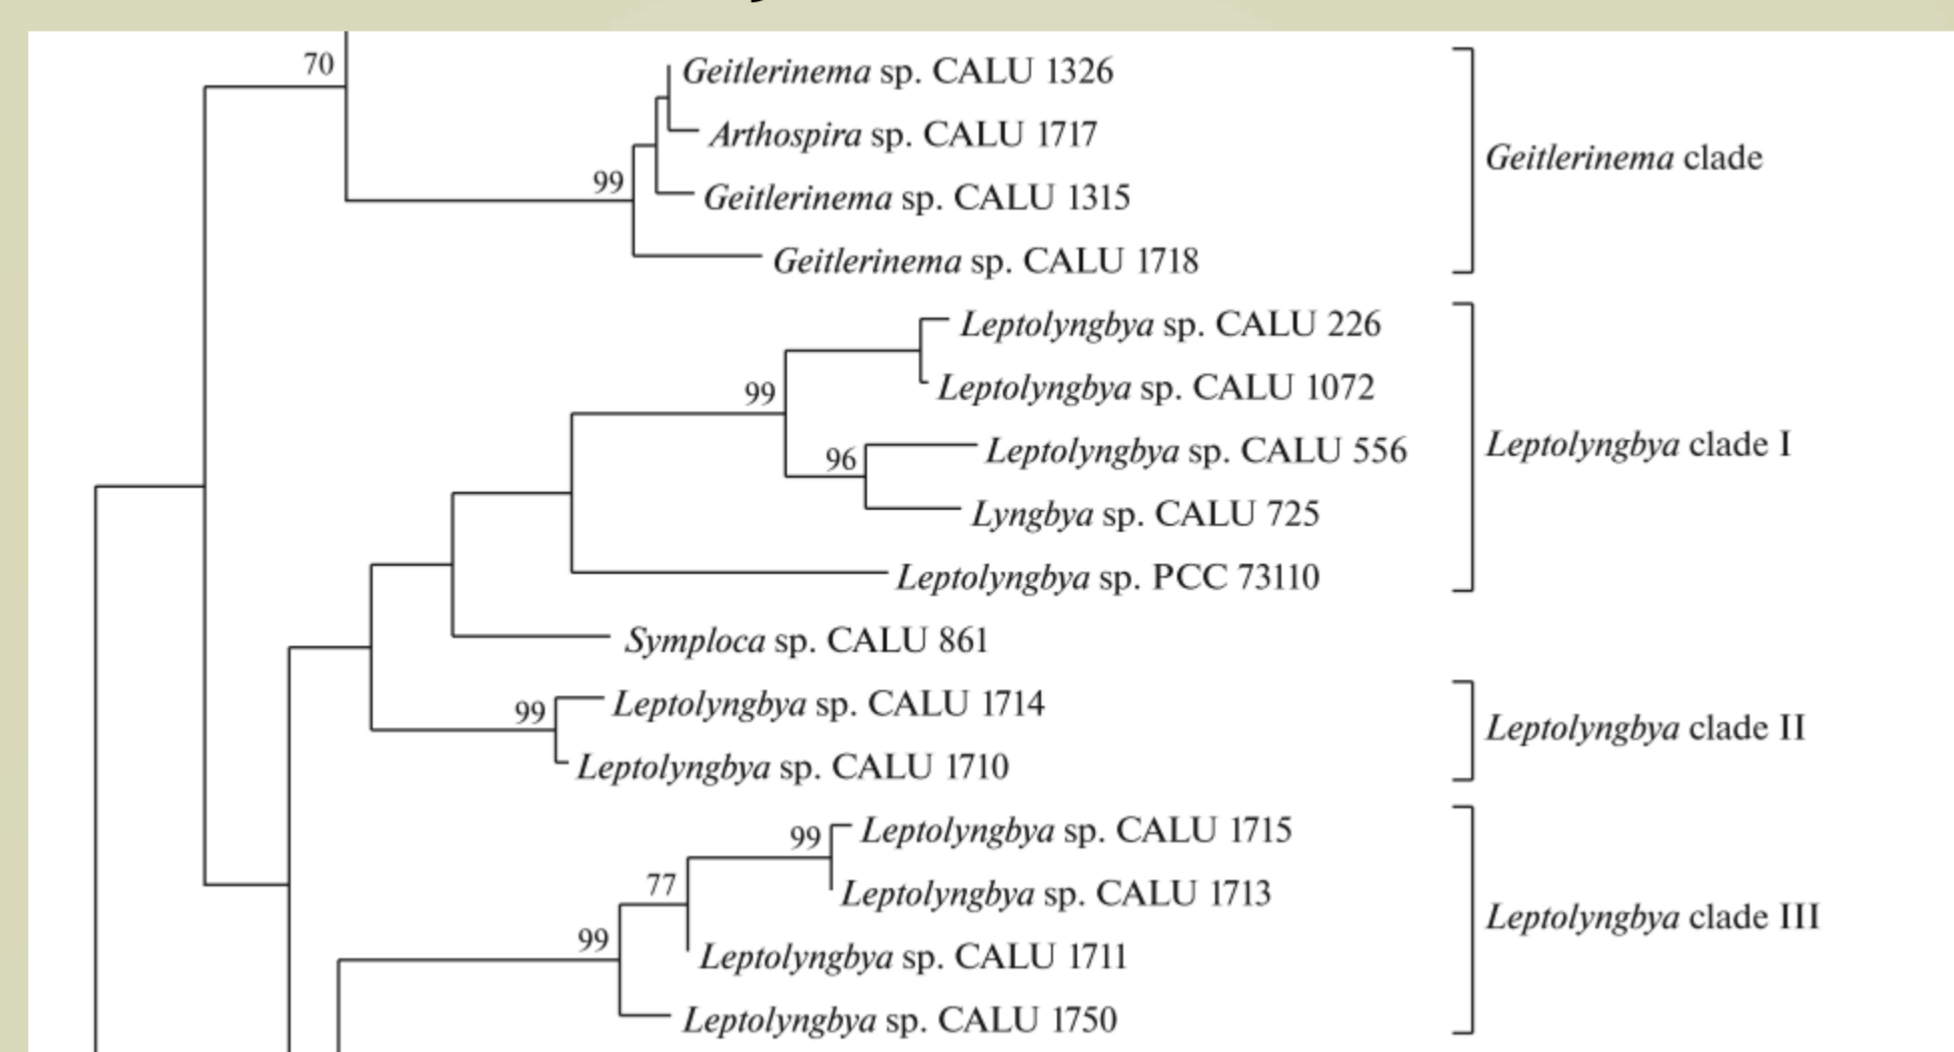 70
Geitlerinema sp. CALU 1326
Arthospira sp. CALU 1717
Geitlerinema clade
99
Geitlerinema sp. CALU 1315
Geitlerinema sp. CALU 1718
Leptolyngbya sp. CALU 226
99
Leptolyngbya sp. CALU 1072
Leptolyngbya clade I
96
Leptolyngbya sp. CALU 556
Lyngbya sp. CALU 725
Leptolyngbya sp. PCC 73110
Symploca sp. CALU 861
99
Leptolyngbya sp. CALU 1714
Leptolyngbya clade II
Leptolyngbya sp. CALU 1710
99
Leptolyngbya sp. CALU 1715
77
Leptolyngbya sp. CALU 1713
Leptolyngbya clade III
99
Leptolyngbya sp. CALU 1711
Leptolyngbya sp. CALU 1750